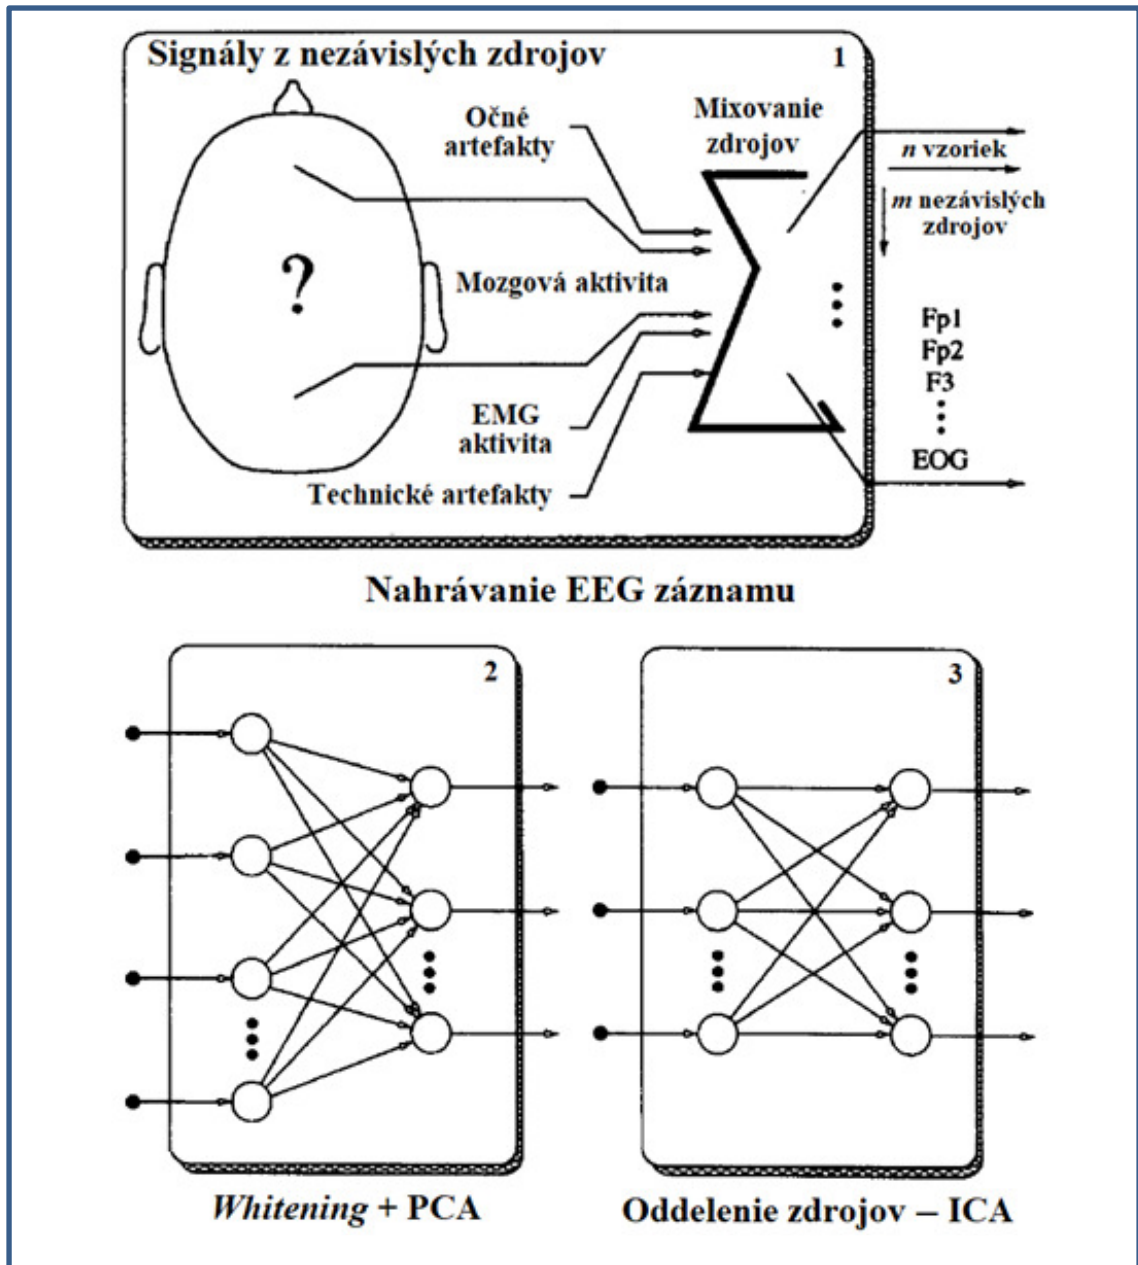 Signály z nezávislých zdrojov
1
Očné
artefakty
Mixovanie
zdrojov
n vzoriek
m nezávislých
zdrojov
?
Mozgová aktivita
Fp1
Fp2
F3
EOG
EMG
aktivita
Technické artefakty
Nahrávanie EEG záznamu
2
3
Whitening + PCA
Oddelenie zdrojov – ICA